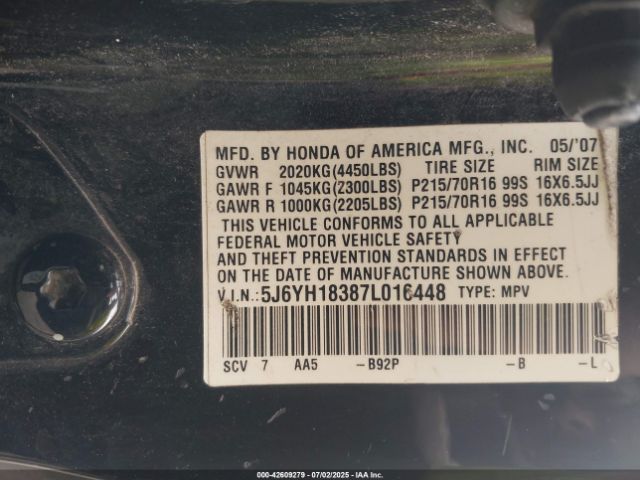 MFD. BY HONDA OF AMERICA MFG., INC. 05/'07
GVWR 2020KG(4450LBS) TIRE SIZE RIM SIZE
GAWR F 1045KG(2300LBS) P215/70R16 99S 16X6.5JJ
GAWR R 1000KG(2205LBS) P215/70R16 99S 16X6.5JJ
THIS VEHICLE CONFORMS TO ALL APPLICABLE
FEDERAL MOTOR VEHICLE SAFETY
AND THEFT PREVENTION STANDARDS IN EFFECT
ON THE DATE OF MANUFACTURE SHOWN ABOVE.
V.I.N.: 5J6YH18387L016448 TYPE: MPV
SCV 7 AA5 -B92P -B -L
000-42609279 - 07/02/2025 - IAA, LLC.